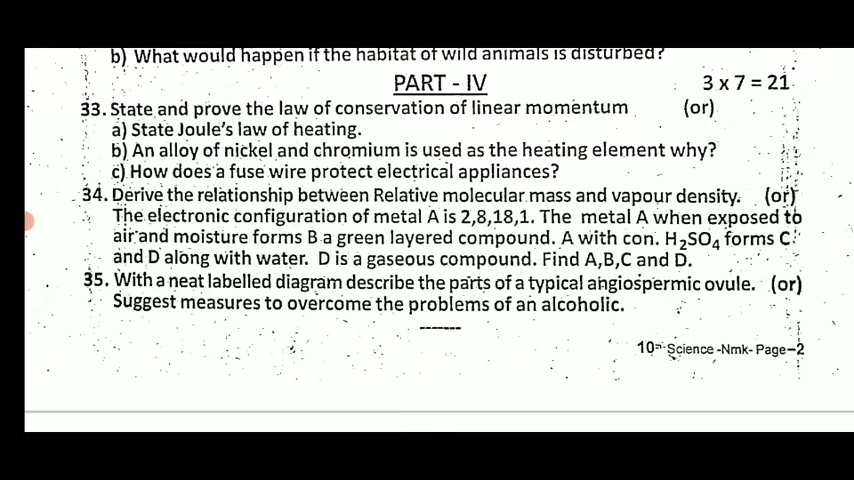 b) What would happen if the habitat of wild animals is disturbed?
PART - IV 3 x 7 = 21
33. State and prove the law of conservation of linear momentum (or)
a) State Joule's law of heating.
b) An alloy of nickel and chromium is used as the heating element why?
c) How does a fuse wire protect electrical appliances?
34. Derive the relationship between Relative molecular mass and vapour density. (or)
The electronic configuration of metal A is 2,8,18,1. The metal A when exposed to
air and moisture forms B a green layered compound. A with con. H₂SO₄ forms C
and D along with water. D is a gaseous compound. Find A,B,C and D.
35. With a neat labelled diagram describe the parts of a typical angiospermic ovule. (or)
Suggest measures to overcome the problems of an alcoholic.
-------
10ᵗʰ Science -Nmk- Page-2